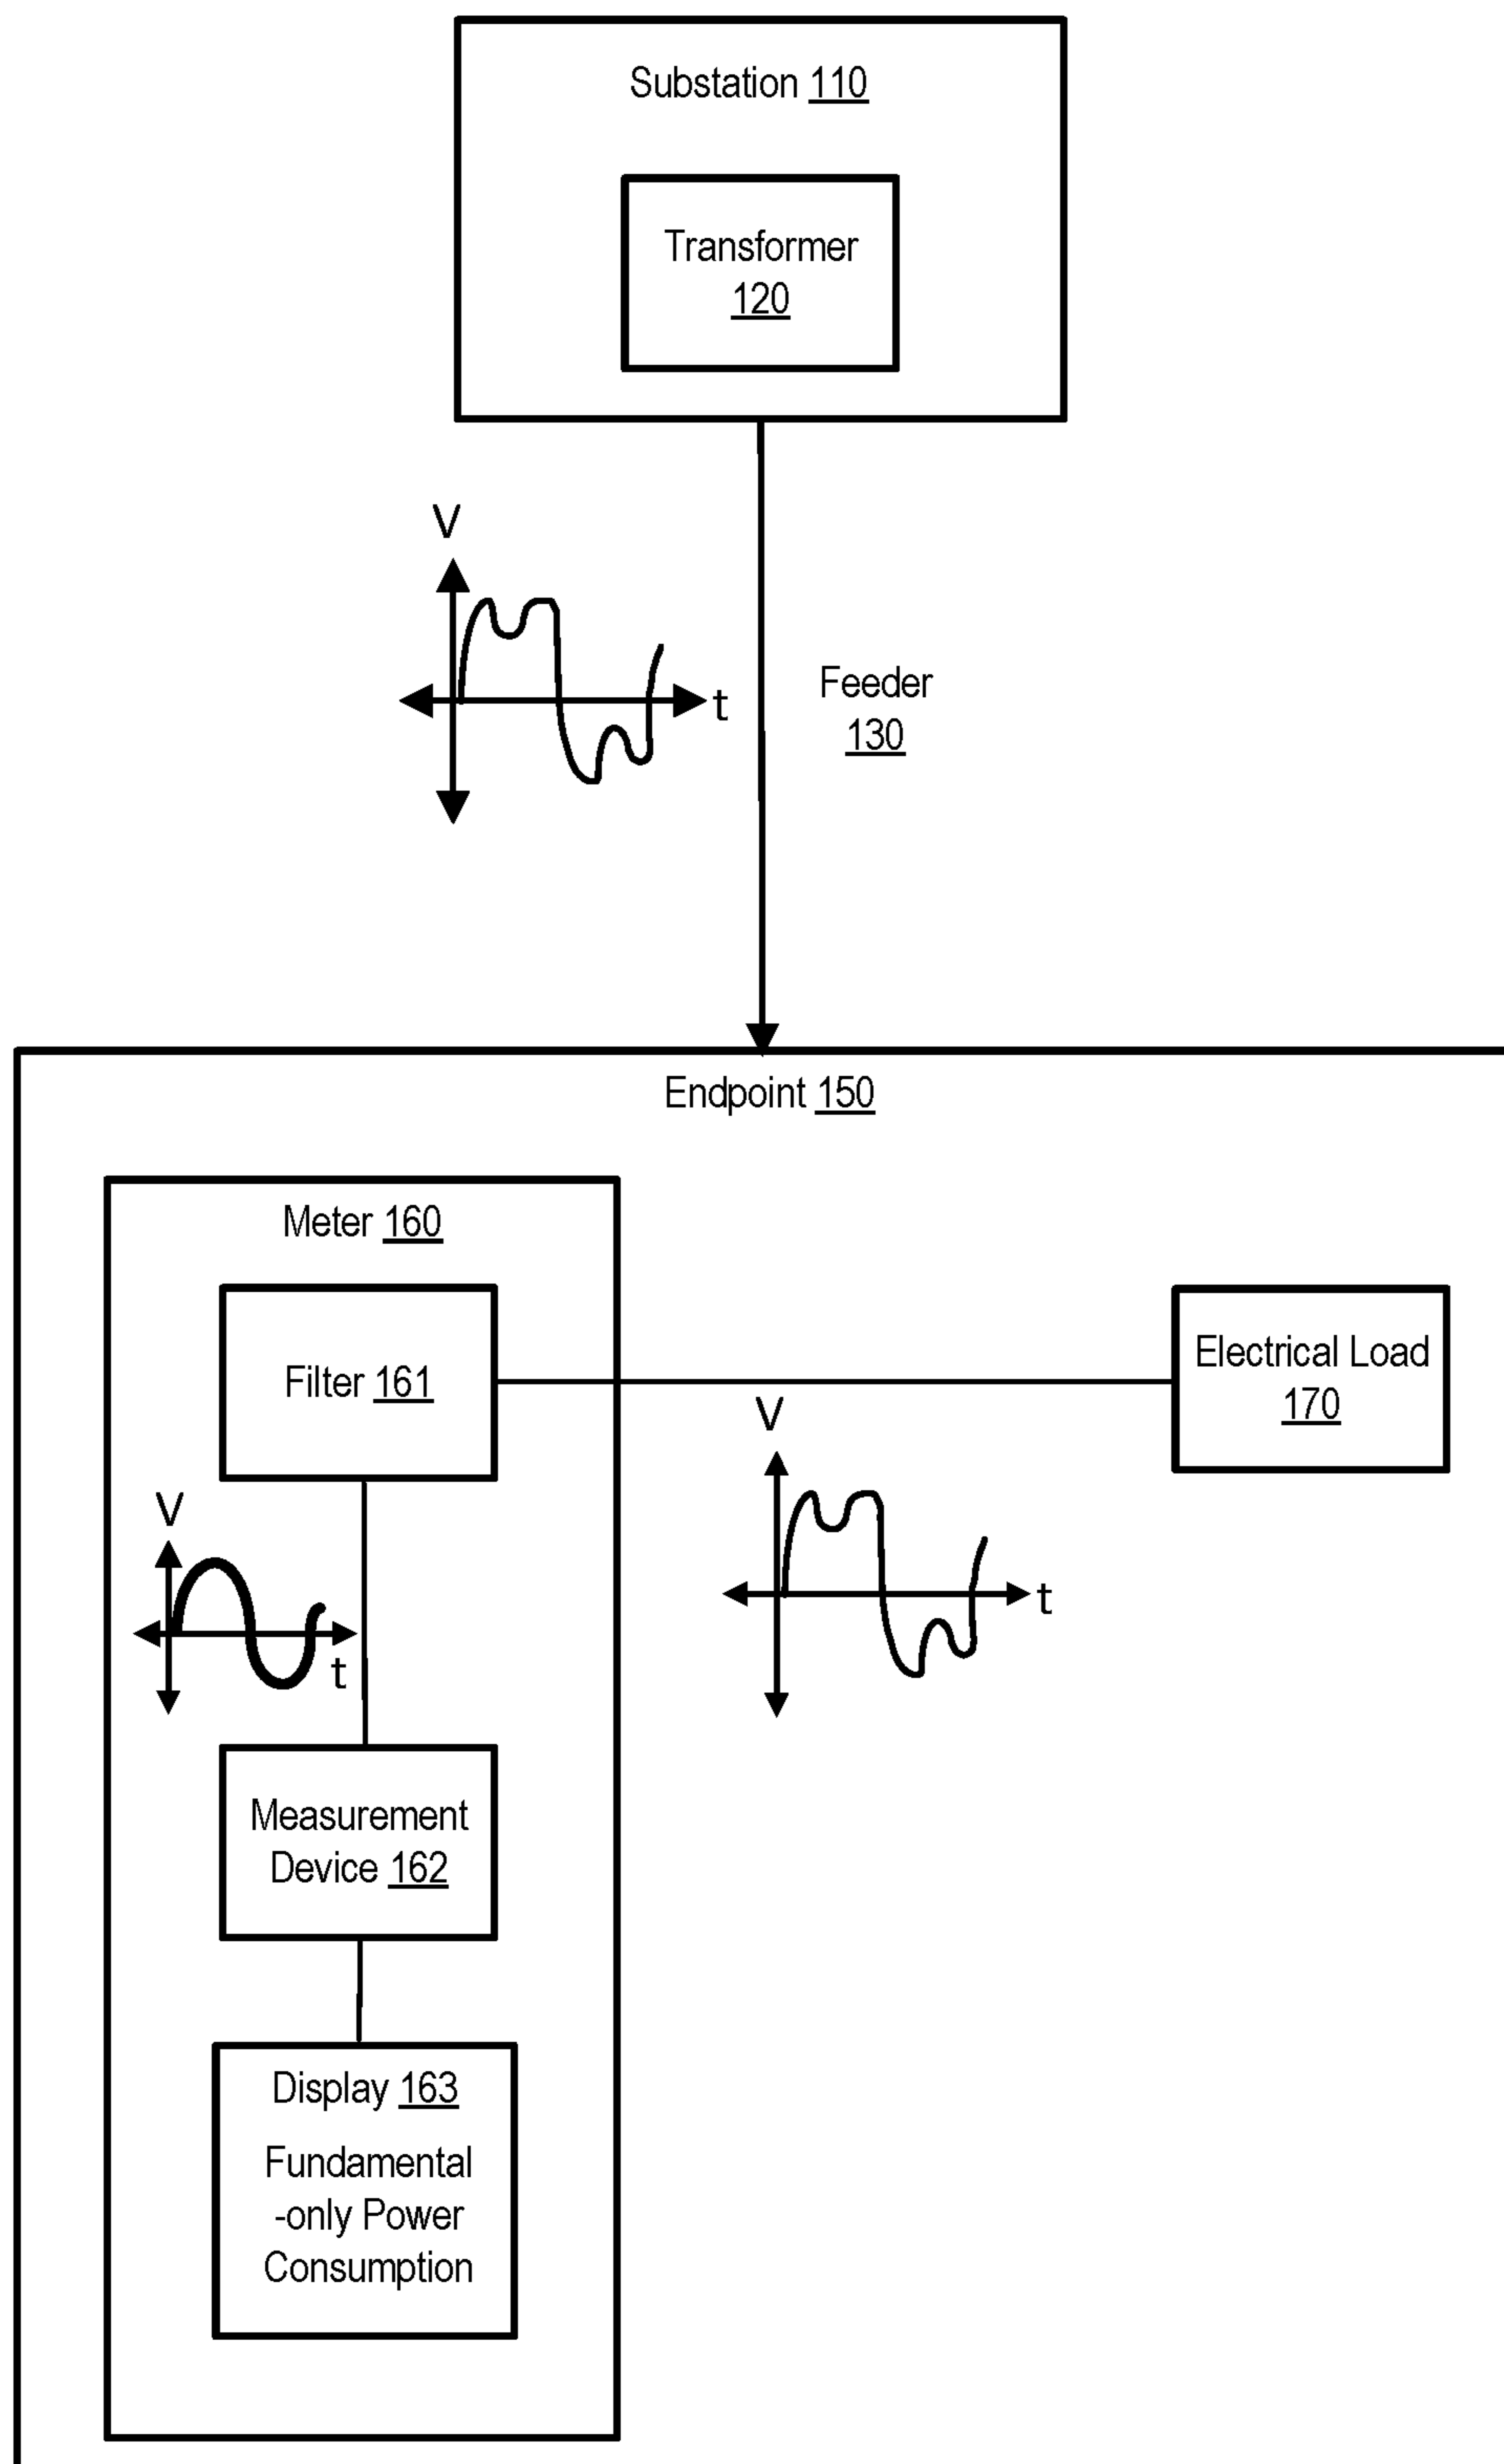 Substation 110
Transformer
120
V
t
Feeder
130
Endpoint 150
Meter 160
Filter 161
Electrical Load
170
V
t
V
t
Measurement
Device 162
Display 163
Fundamental
-only Power
Consumption